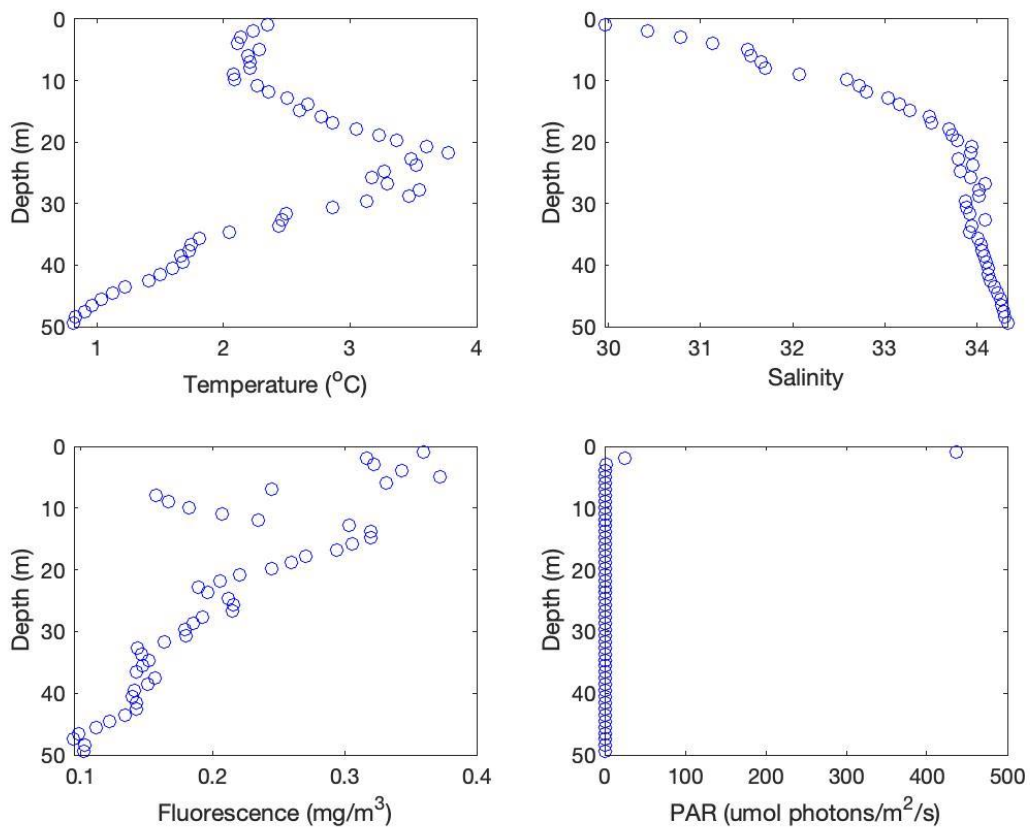 0
10
20
30
40
50
Depth (m)
1 2 3 4
Temperature (°C)
0
10
20
30
40
50
Depth (m)
30 31 32 33 34
Salinity
0
10
20
30
40
50
Depth (m)
0.1 0.2 0.3 0.4
Fluorescence (mg/m³)
0
10
20
30
40
50
Depth (m)
0 100 200 300 400 500
PAR (umol photons/m²/s)